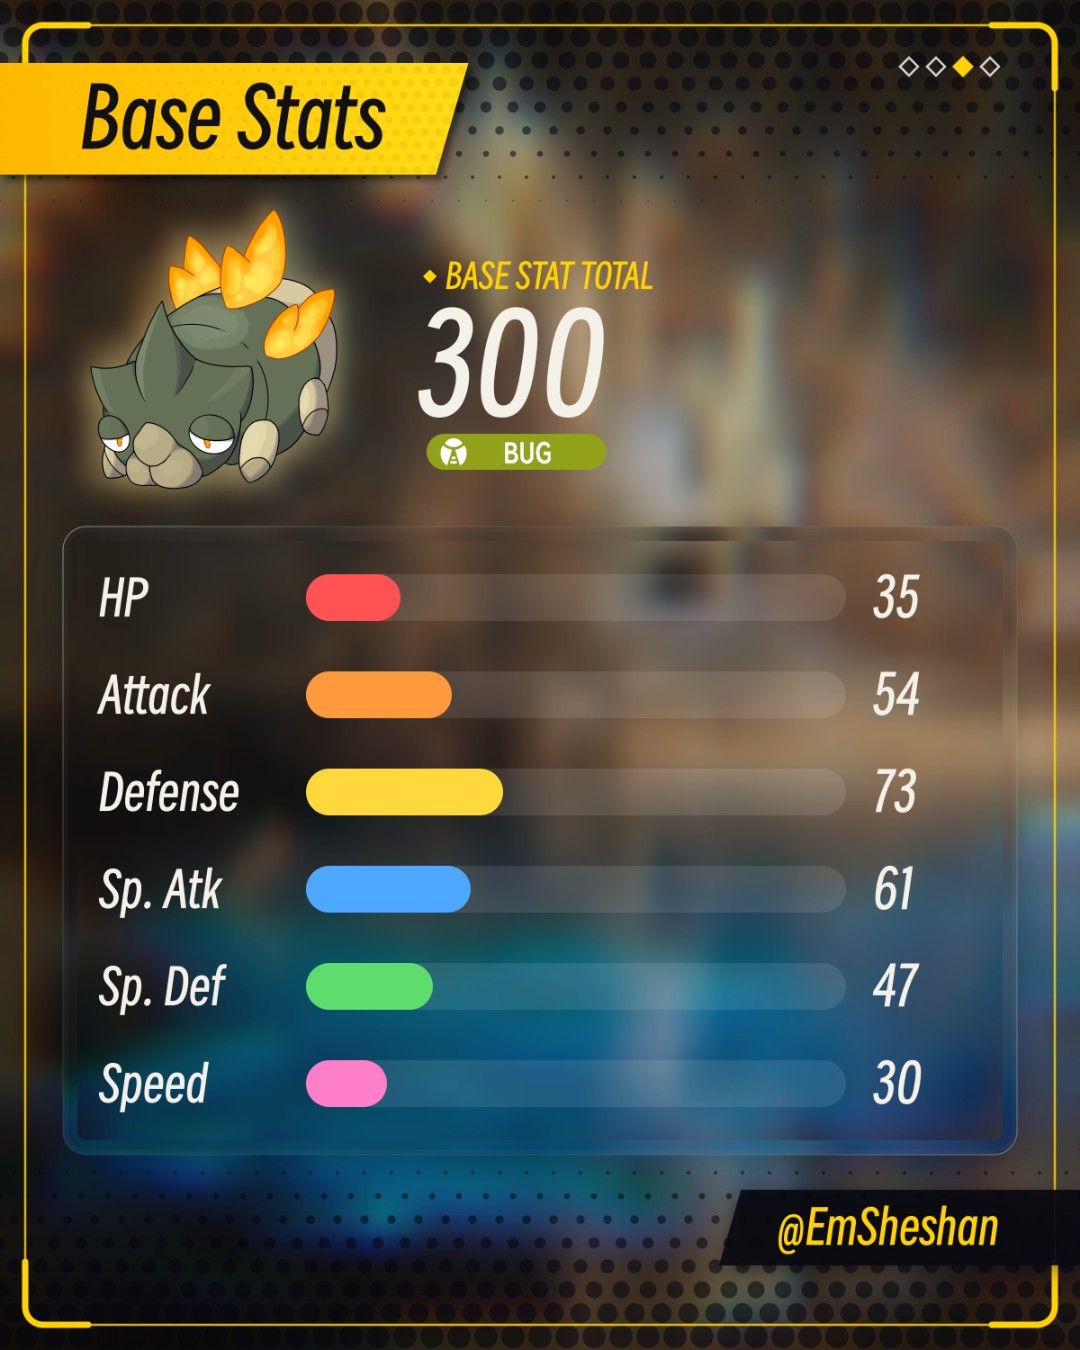 Base Stats
BASE STAT TOTAL
300
BUG
HP 35
Attack 54
Defense 73
Sp. Atk 61
Sp. Def 47
Speed 30
@EmSheshan